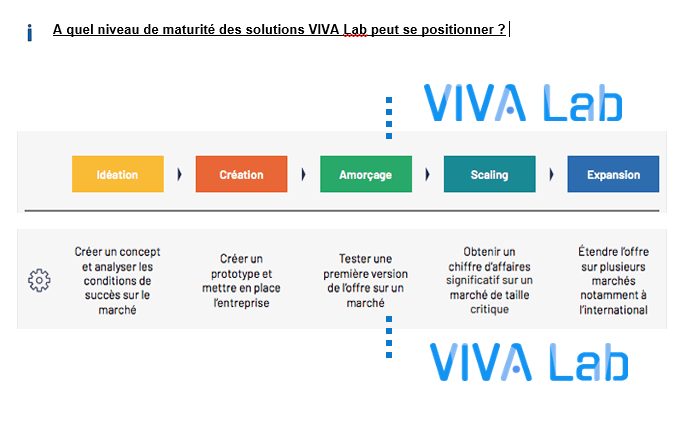 i
A quel niveau de maturité des solutions VIVA Lab peut se positionner ?
VIVA Lab
Idéation
Création
Amorçage
Scaling
Expansion
Créer un concept
et analyser les
conditions de
succès sur le
marché
Créer un
prototype et
mettre en place
l'entreprise
Tester une
première version
de l'offre sur un
marché
Obtenir un
chiffre d'affaires
significatif sur un
marché de taille
critique
Étendre l'offre
sur plusieurs
marchés
notamment à
l'international
VIVA Lab